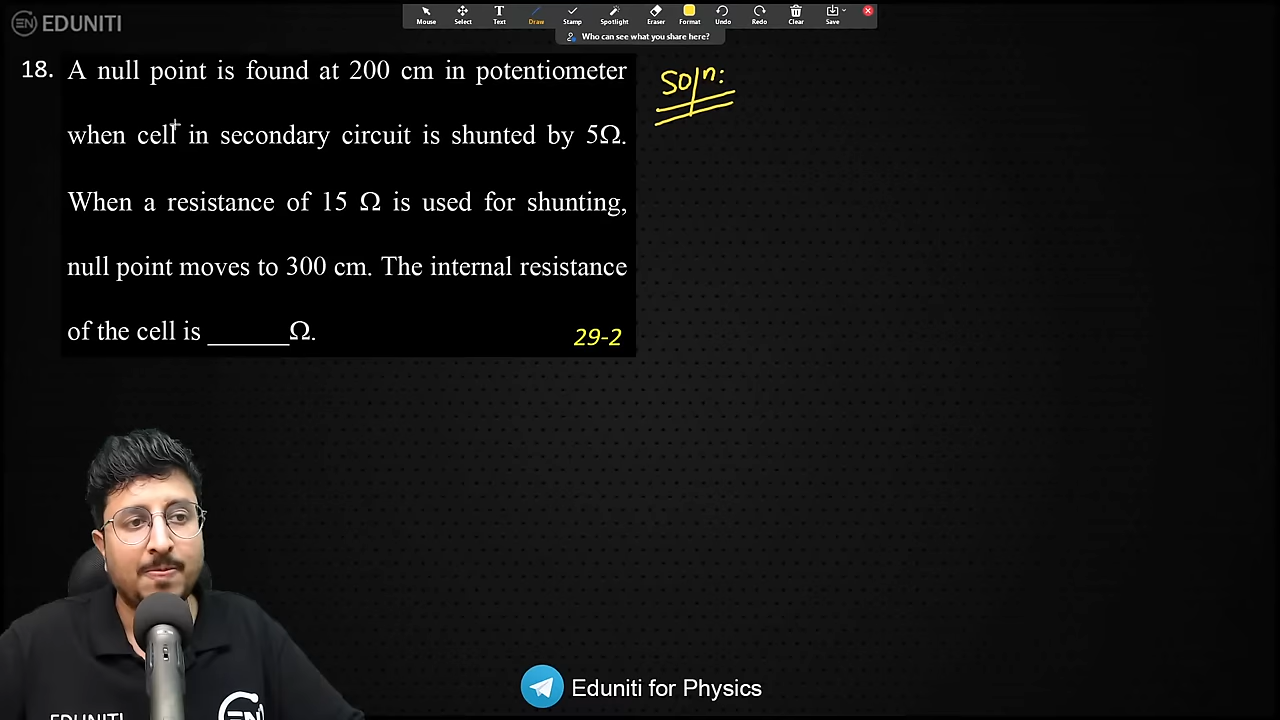 EDUNITI
Mouse Select Text Draw Stamp Spotlight Eraser Format Undo Redo Clear Save
Who can see what you share here?
18. A null point is found at 200 cm in potentiometer
when cell in secondary circuit is shunted by 5Ω.
When a resistance of 15 Ω is used for shunting,
null point moves to 300 cm. The internal resistance
of the cell is ______Ω.
29-2
Soln:
EDUNITI
EN
Eduniti for Physics